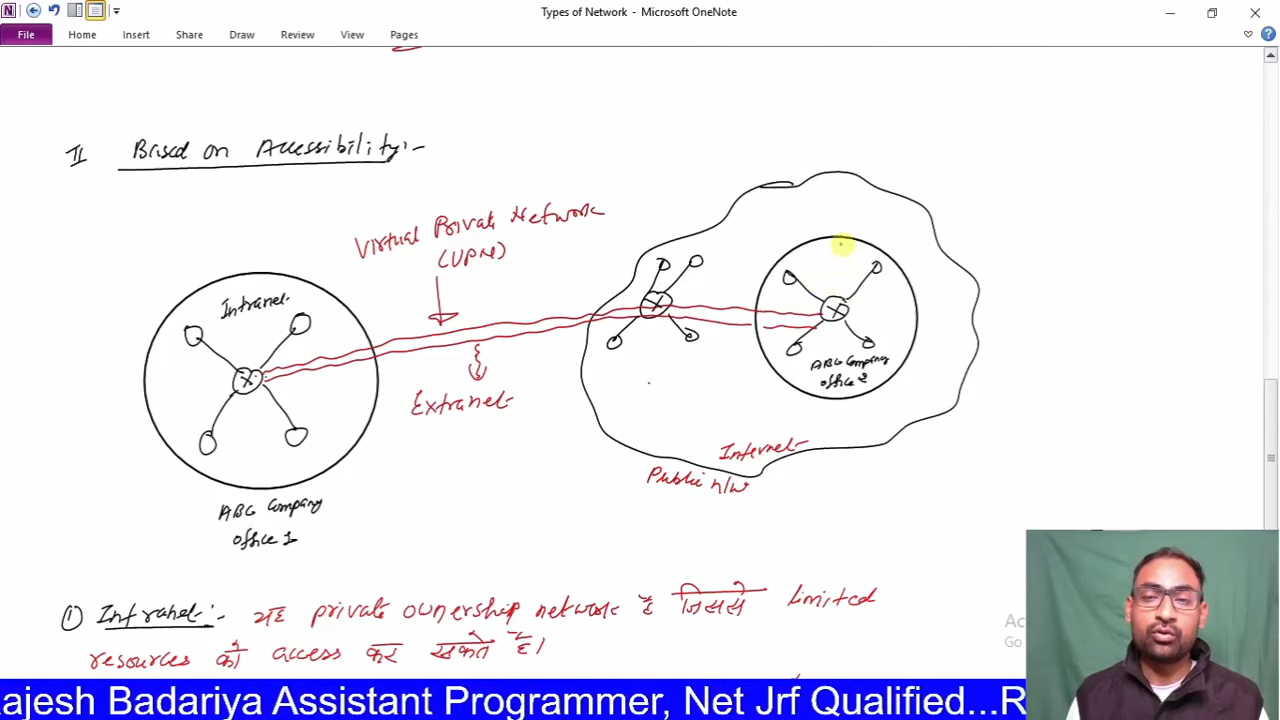 Types of Network - Microsoft OneNote
File Home Insert Share Draw Review View Pages
II Based on Accessibility:-
Virtual Private Network
(VPN)
Intranet
Extranet
ABC Company
office 1
ABC Company
office 2
Internet
Public n/w
① Intranet:- यह private ownership network है जिससे limited
resources को access कर सकते है।
ajesh Badariya Assistant Programmer, Net Jrf Qualified...R